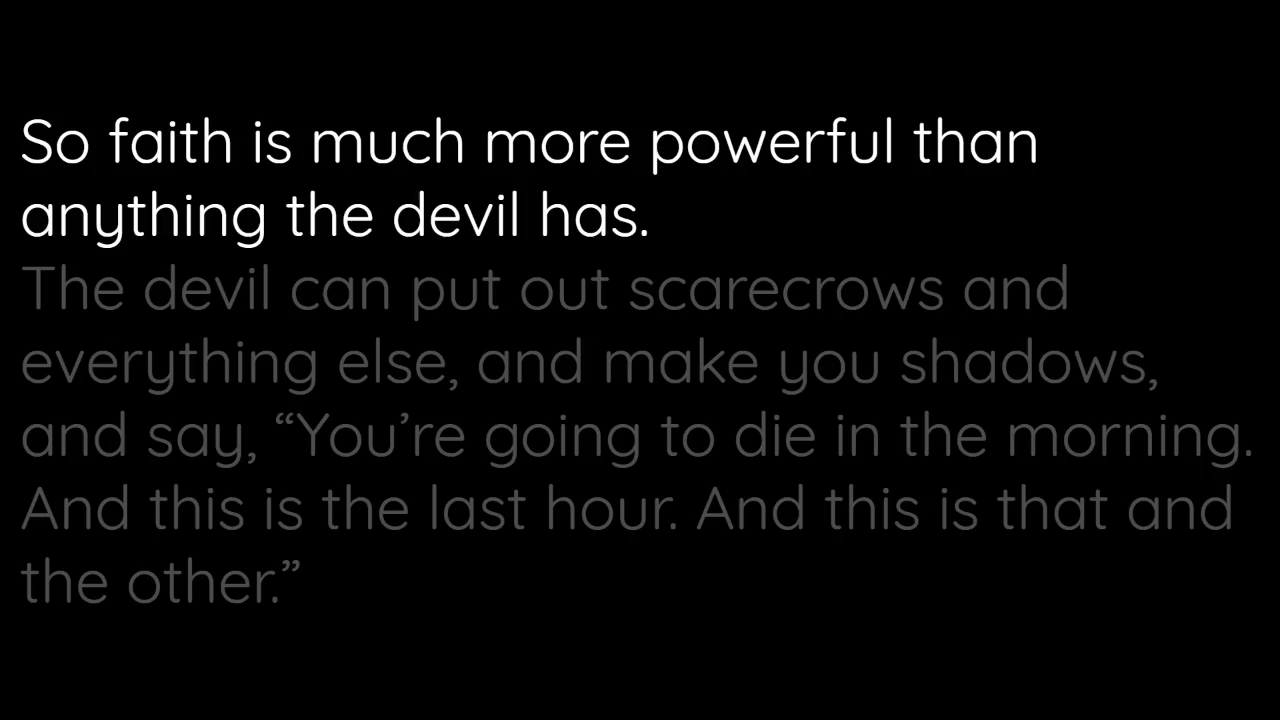 So faith is much more powerful than
anything the devil has.
The devil can put out scarecrows and
everything else, and make you shadows,
and say, “You’re going to die in the morning.
And this is the last hour. And this is that and
the other.”